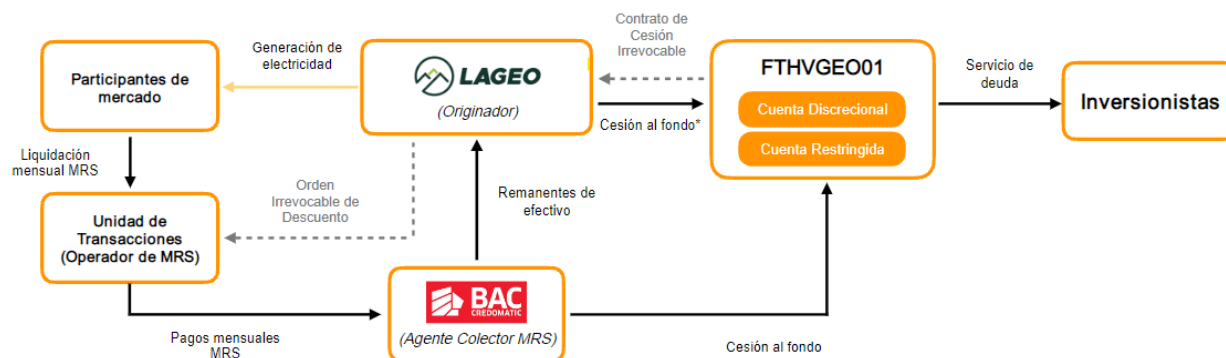 Participantes de
mercado
Generación de
electricidad
LAGEO
(Originador)
Contrato de
Cesión
Irrevocable
Cesión al fondo*
FTHVGEO01
Cuenta Discrecional
Cuenta Restringida
Servicio de
deuda
Inversionistas
Liquidación
mensual MRS
Orden
Irrevocable de
Descuento
Remanentes de
efectivo
Unidad de
Transacciones
(Operador de MRS)
BAC
CREDOMATIC
(Agente Colector MRS)
Pagos mensuales
MRS
Cesión al fondo